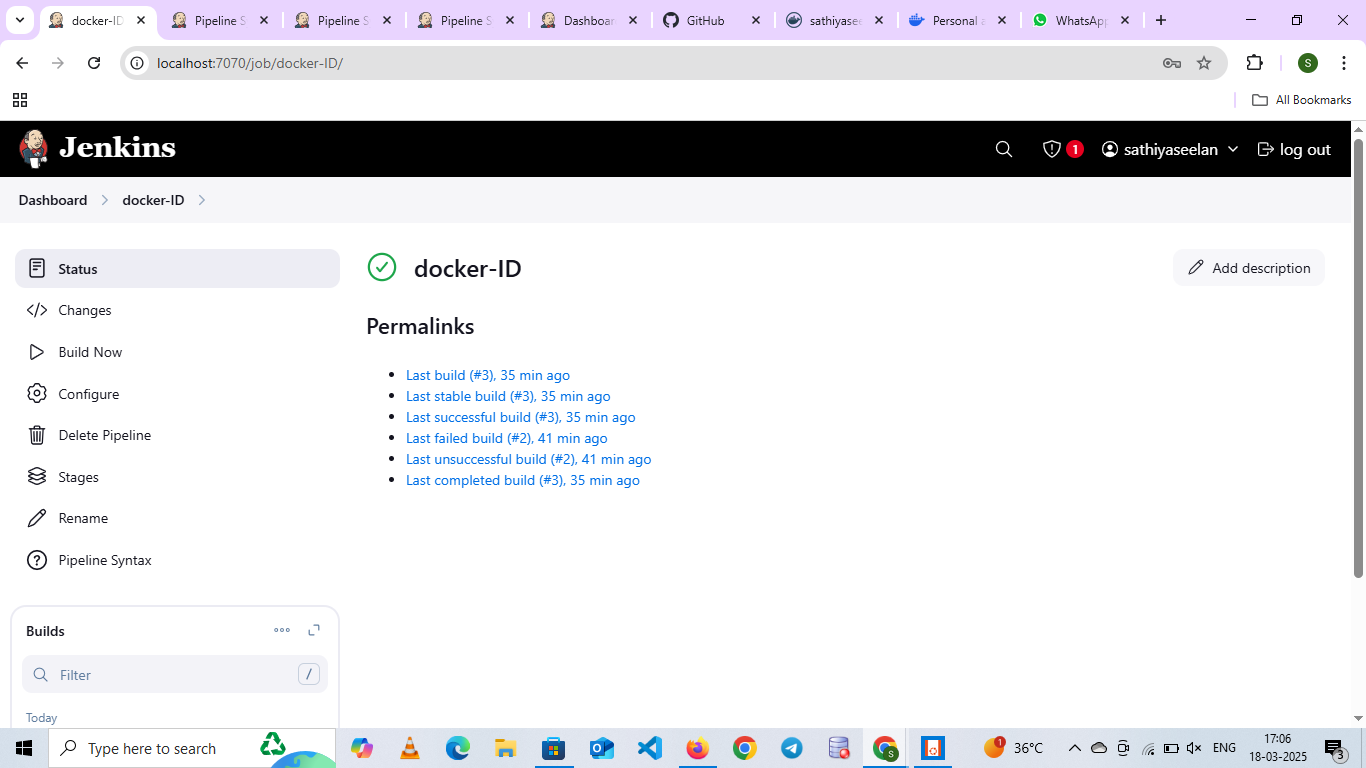 docker-ID
Pipeline S
Pipeline S
Pipeline S
Dashboar
GitHub
sathiyasee
Personal a
WhatsApp
localhost:7070/job/docker-ID/
S
All Bookmarks
Jenkins
1
sathiyaseelan
log out
Dashboard
docker-ID
Status
Changes
Build Now
Configure
Delete Pipeline
Stages
Rename
Pipeline Syntax
docker-ID
Add description
Permalinks
Last build (#3), 35 min ago
Last stable build (#3), 35 min ago
Last successful build (#3), 35 min ago
Last failed build (#2), 41 min ago
Last unsuccessful build (#2), 41 min ago
Last completed build (#3), 35 min ago
Builds
Filter
/
Today
Type here to search
S
1
36°C
ENG
17:06
18-03-2025
3